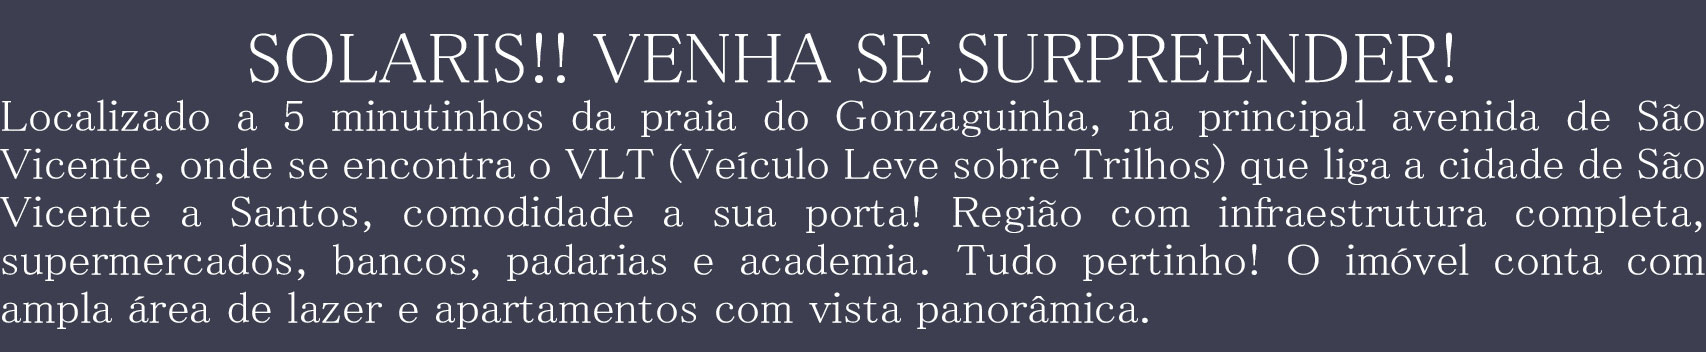 SOLARIS!! VENHA SE SURPREENDER!
Localizado a 5 minutinhos da praia do Gonzaguinha, na principal avenida de São
Vicente, onde se encontra o VLT (Veículo Leve sobre Trilhos) que liga a cidade de São
Vicente a Santos, comodidade a sua porta! Região com infraestrutura completa,
supermercados, bancos, padarias e academia. Tudo pertinho! O imóvel conta com
ampla área de lazer e apartamentos com vista panorâmica.